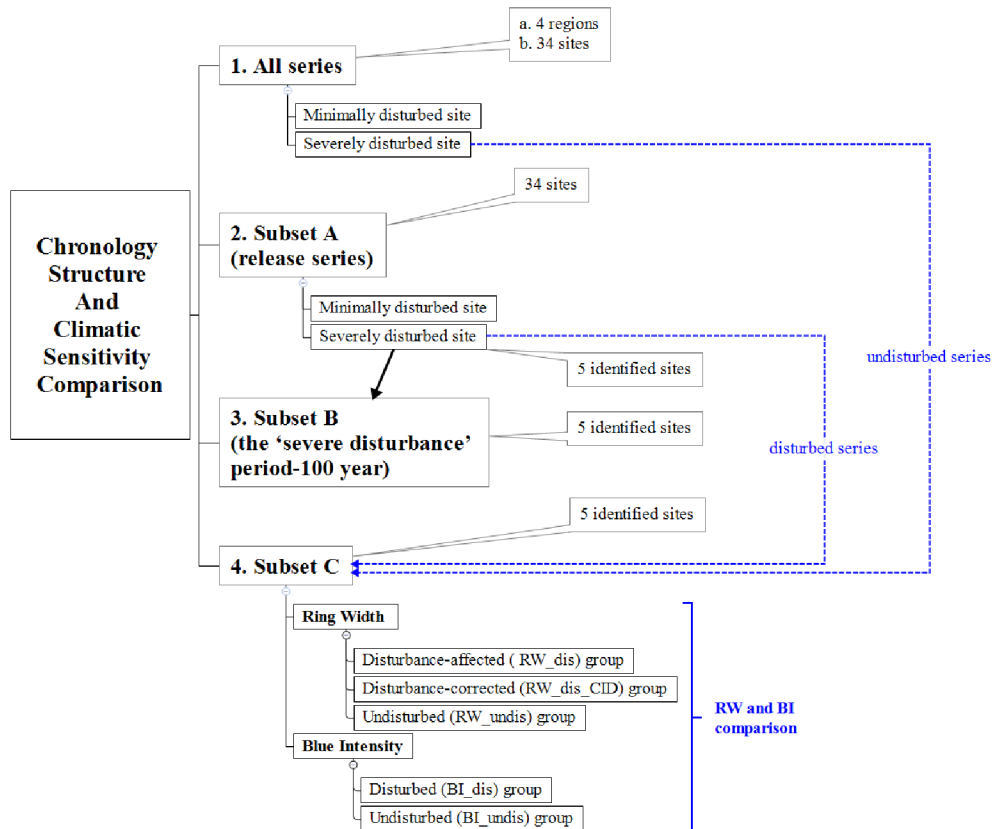 a. 4 regions
b. 34 sites
1. All series
Minimally disturbed site
Severely disturbed site
34 sites
Chronology
Structure
And
Climatic
Sensitivity
Comparison
2. Subset A
(release series)
Minimally disturbed site
Severely disturbed site
undisturbed series
5 identified sites
3. Subset B
(the ‘severe disturbance’
period-100 year)
5 identified sites
disturbed series
5 identified sites
4. Subset C
Ring Width
Disturbance-affected ( RW_dis) group
Disturbance-corrected (RW_dis_CID) group
Undisturbed (RW_undis) group
RW and BI
comparison
Blue Intensity
Disturbed (BI_dis) group
Undisturbed (BI_undis) group